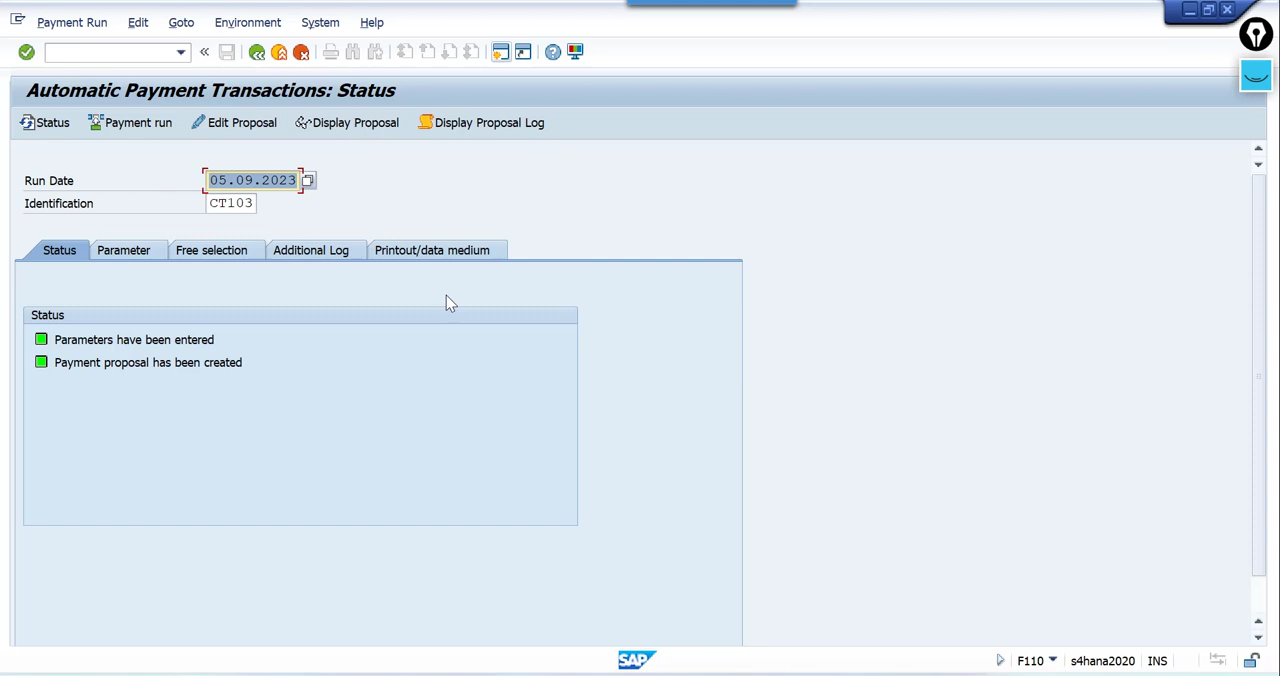 Payment Run Edit Goto Environment System Help
Automatic Payment Transactions: Status
Status Payment run Edit Proposal Display Proposal Display Proposal Log
Run Date 05.09.2023
Identification CT103
Status Parameter Free selection Additional Log Printout/data medium
Status
Parameters have been entered
Payment proposal has been created
SAP F110 s4hana2020 INS